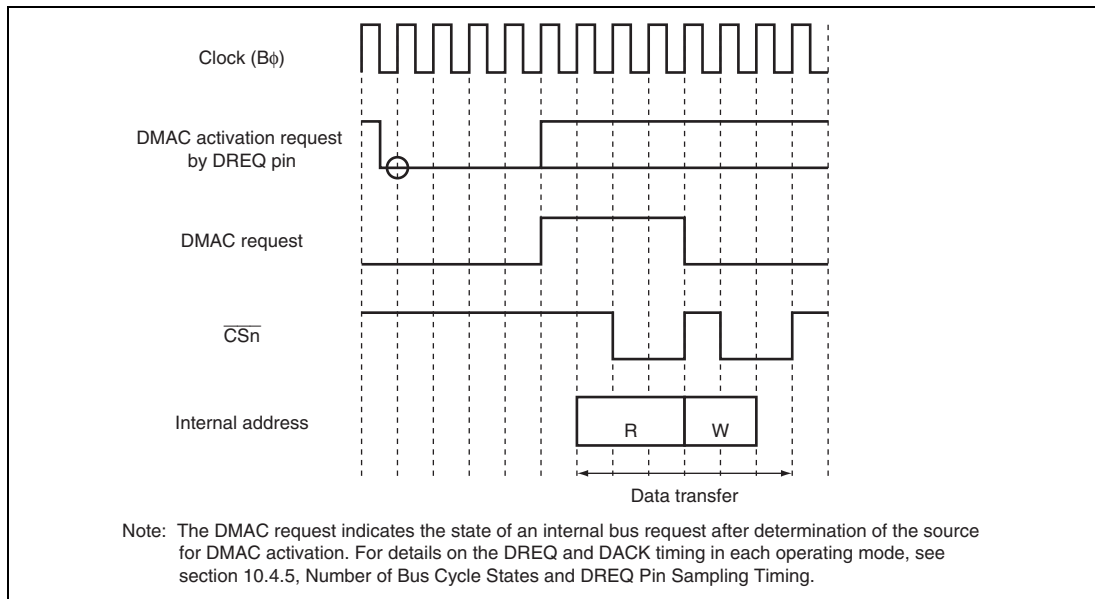 Clock (Bϕ)
DMAC activation request
by DREQ pin
DMAC request
CSn
Internal address
R
W
Data transfer
Note: The DMAC request indicates the state of an internal bus request after determination of the source
for DMAC activation. For details on the DREQ and DACK timing in each operating mode, see
section 10.4.5, Number of Bus Cycle States and DREQ Pin Sampling Timing.